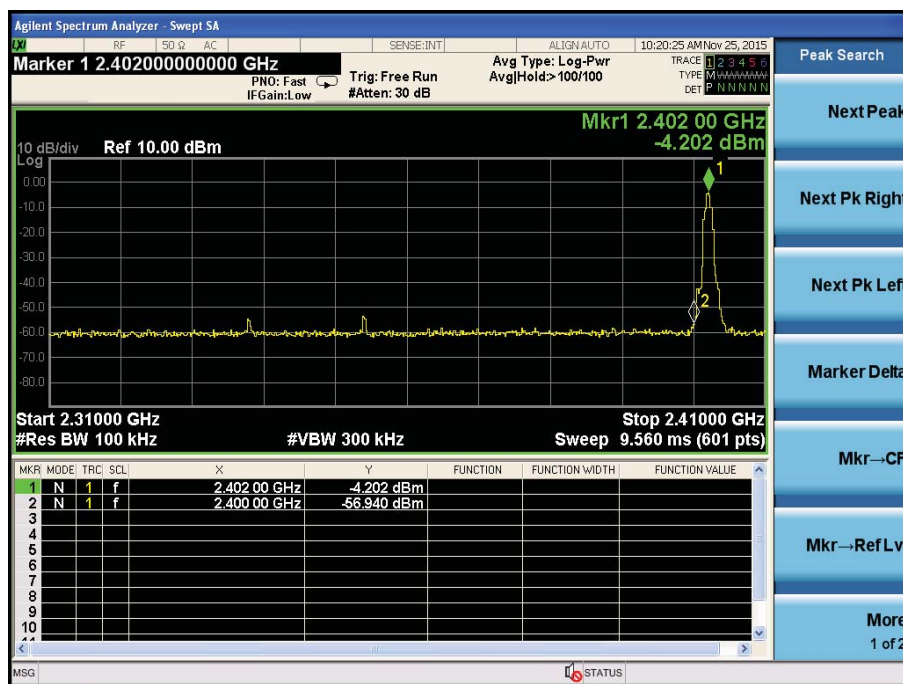 Agilent Spectrum Analyzer - Swept SA
LXI RF 50 Ω AC SENSE:INT ALIGN AUTO 10:20:25 AM Nov 25, 2015
Marker 1 2.402000000000 GHz
PNO: Fast
IFGain:Low
Trig: Free Run
#Atten: 30 dB
Avg Type: Log-Pwr
Avg|Hold:> 100/100
TRACE 1 2 3 4 5 6
TYPE M WWWWW
DET P N N N N N
Mkr1 2.402 00 GHz
-4.202 dBm
10 dB/div Ref 10.00 dBm
Log
1
0.00
-10.0
-20.0
-30.0
-40.0
-50.0
2
-60.0
-70.0
-80.0
Start 2.31000 GHz Stop 2.41000 GHz
#Res BW 100 kHz #VBW 300 kHz Sweep 9.560 ms (601 pts)
MKR MODE TRC SCL X Y FUNCTION FUNCTION WIDTH FUNCTION VALUE
1 N 1 f 2.402 00 GHz -4.202 dBm
2 N 1 f 2.400 00 GHz -56.940 dBm
3
4
5
6
7
8
9
10
11
MSG STATUS
Peak Search
Next Peak
Next Pk Right
Next Pk Left
Marker Delta
Mkr→CF
Mkr→Ref Lv
More
1 of 2